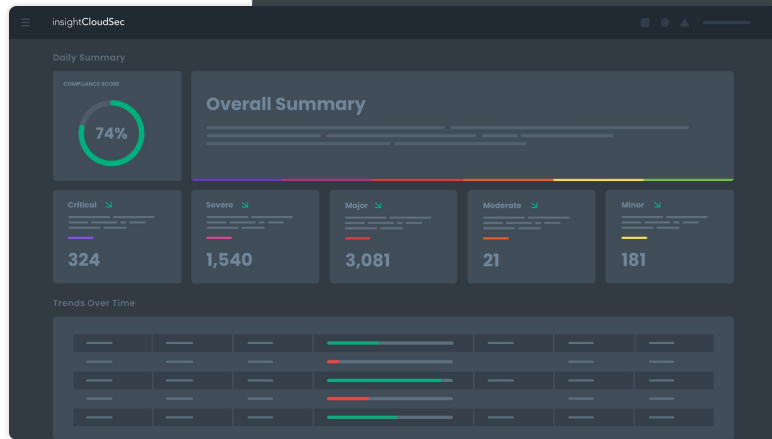 insightCloudSec
Daily Summary
COMPLIANCE SCORE
74%
Overall Summary
Critical
324
Severe
1,540
Major
3,081
Moderate
21
Minor
181
Trends Over Time